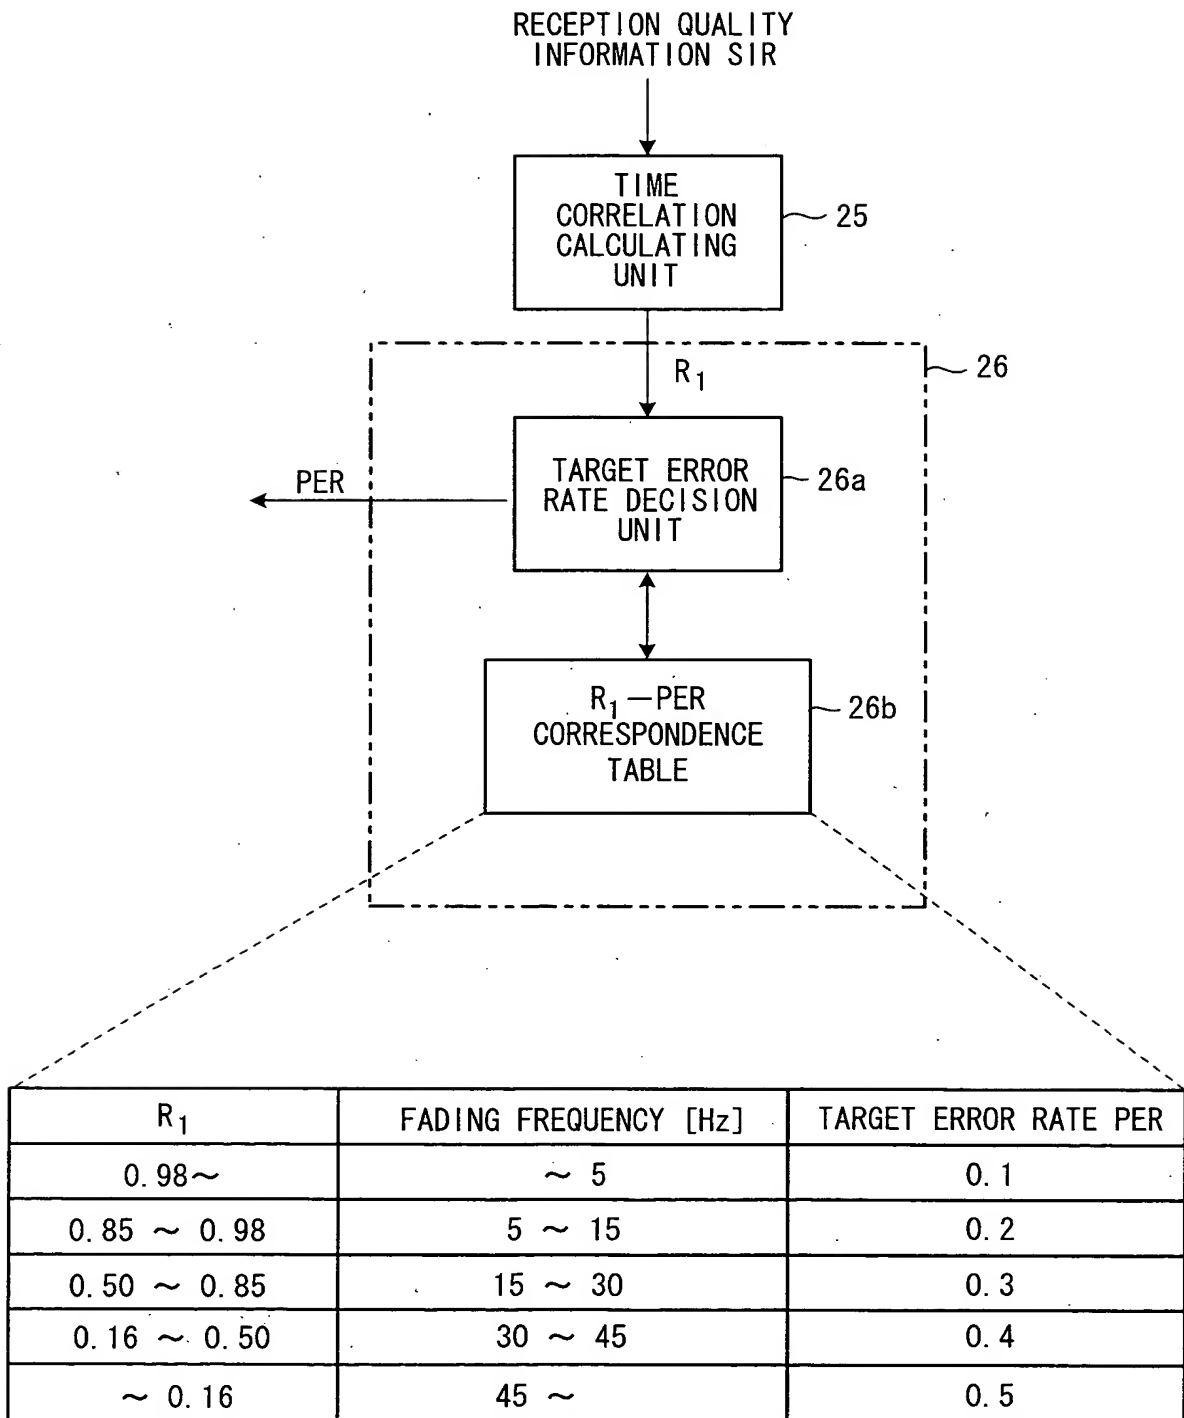 RECEPTION QUALITY
INFORMATION SIR
TIME
CORRELATION
CALCULATING
UNIT
25
R1
26
TARGET ERROR
RATE DECISION
UNIT
26a
PER
R1—PER
CORRESPONDENCE
TABLE
26b
R1 FADING FREQUENCY [Hz] TARGET ERROR RATE PER
0.98~ ~ 5 0.1
0.85 ~ 0.98 5 ~ 15 0.2
0.50 ~ 0.85 15 ~ 30 0.3
0.16 ~ 0.50 30 ~ 45 0.4
~ 0.16 45 ~ 0.5